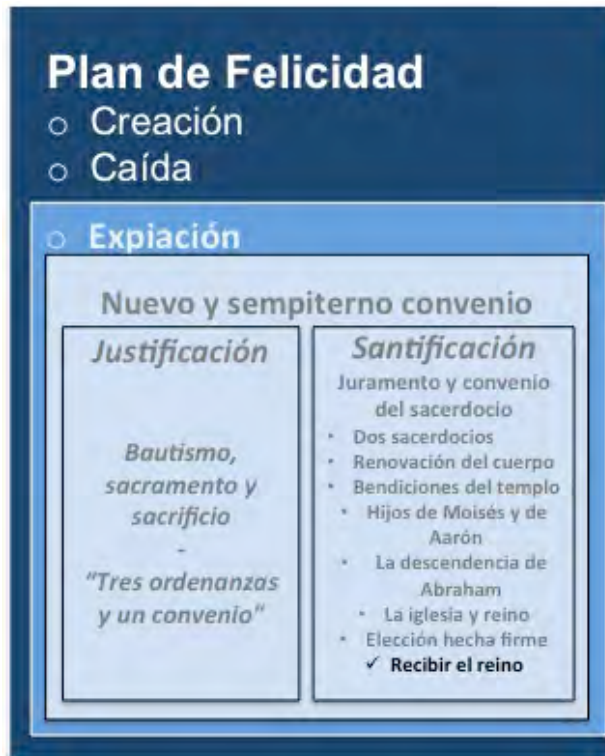 Plan de Felicidad
o Creación
o Caída
o Expiación
Nuevo y sempiterno convenio
Justificación
Bautismo,
sacramento y
sacrificio
-
"Tres ordenanzas
y un convenio"
Santificación
Juramento y convenio
del sacerdocio
• Dos sacerdocios
• Renovación del cuerpo
• Bendiciones del templo
• Hijos de Moisés y de
Aarón
• La descendencia de
Abraham
• La iglesia y reino
• Elección hecha firme
✓ Recibir el reino